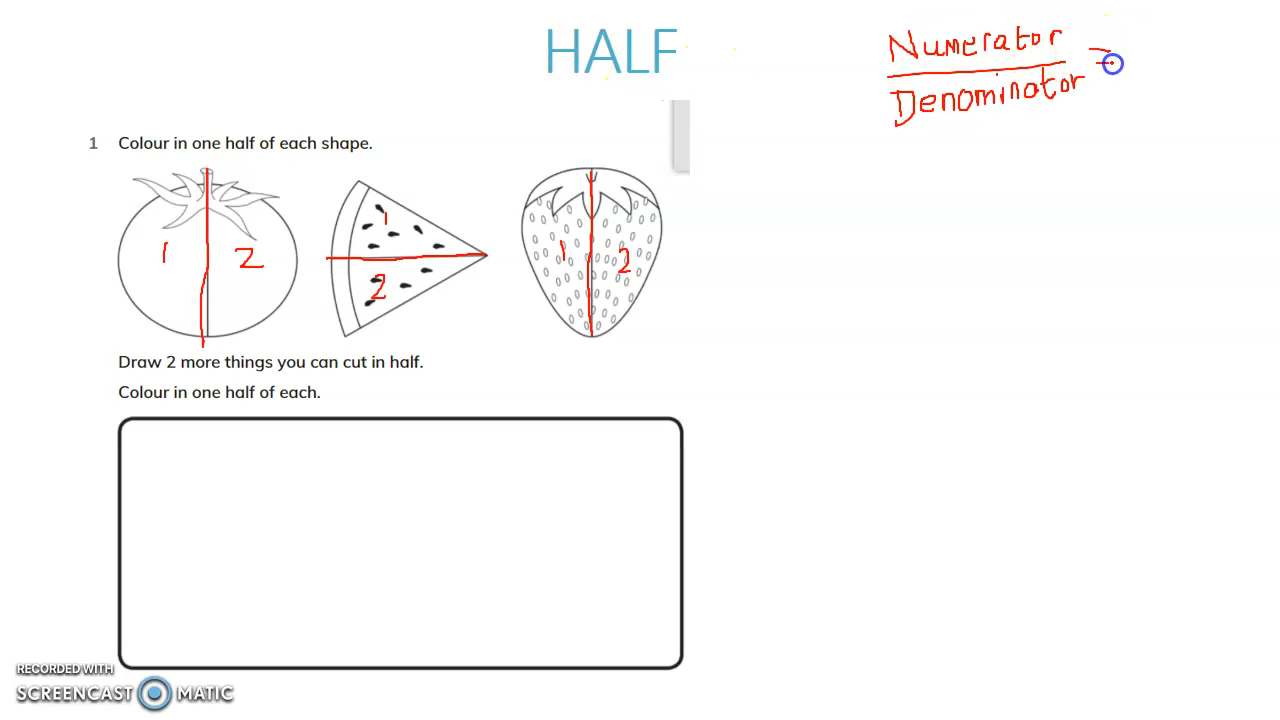 HALF
Numerator =
Denominator
1 Colour in one half of each shape.
1 2
1
2
1 2
Draw 2 more things you can cut in half.
Colour in one half of each.
RECORDED WITH
SCREENCAST MATIC